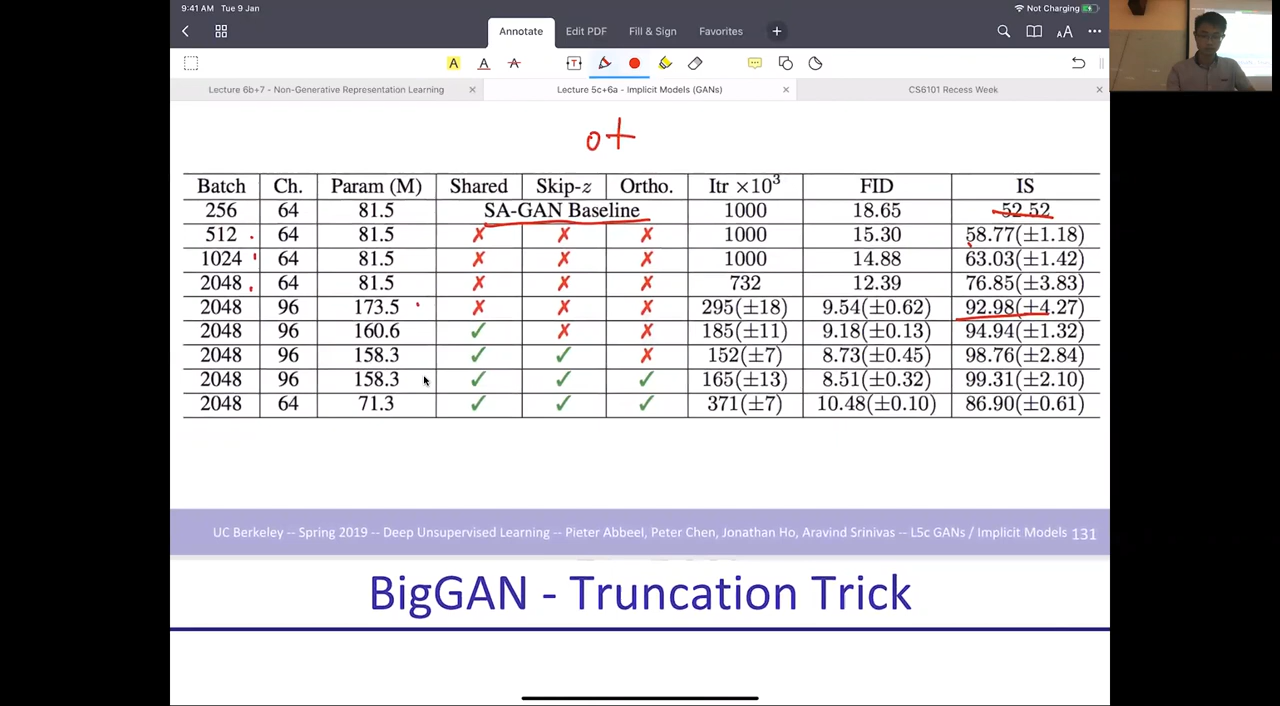 9:41 AM Tue 9 Jan
Not Charging
Annotate Edit PDF Fill & Sign Favorites
Lecture 6b+7 - Non-Generative Representation Learning Lecture 5c+6a - Implicit Models (GANs) CS6101 Recess Week
Batch Ch. Param (M) Shared Skip-z Ortho. Itr ×10³ FID IS
256 64 81.5 SA-GAN Baseline 1000 18.65 52.52
512 64 81.5 ✗ ✗ ✗ 1000 15.30 58.77(±1.18)
1024 64 81.5 ✗ ✗ ✗ 1000 14.88 63.03(±1.42)
2048 64 81.5 ✗ ✗ ✗ 732 12.39 76.85(±3.83)
2048 96 173.5 ✗ ✗ ✗ 295(±18) 9.54(±0.62) 92.98(±4.27)
2048 96 160.6 ✓ ✗ ✗ 185(±11) 9.18(±0.13) 94.94(±1.32)
2048 96 158.3 ✓ ✓ ✗ 152(±7) 8.73(±0.45) 98.76(±2.84)
2048 96 158.3 ✓ ✓ ✓ 165(±13) 8.51(±0.32) 99.31(±2.10)
2048 64 71.3 ✓ ✓ ✓ 371(±7) 10.48(±0.10) 86.90(±0.61)
UC Berkeley -- Spring 2019 -- Deep Unsupervised Learning -- Pieter Abbeel, Peter Chen, Jonathan Ho, Aravind Srinivas -- L5c GANs / Implicit Models 131
BigGAN - Truncation Trick